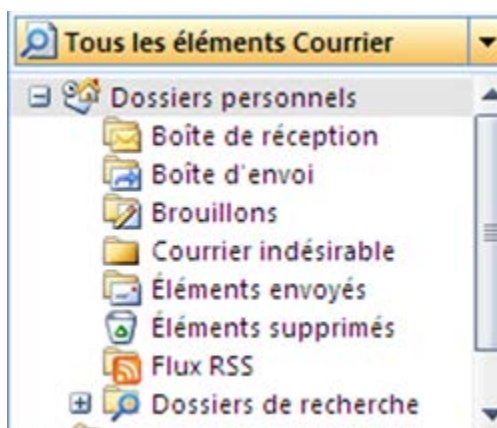 Tous les éléments Courrier
Dossiers personnels
Boîte de réception
Boîte d'envoi
Brouillons
Courrier indésirable
Éléments envoyés
Éléments supprimés
Flux RSS
Dossiers de recherche